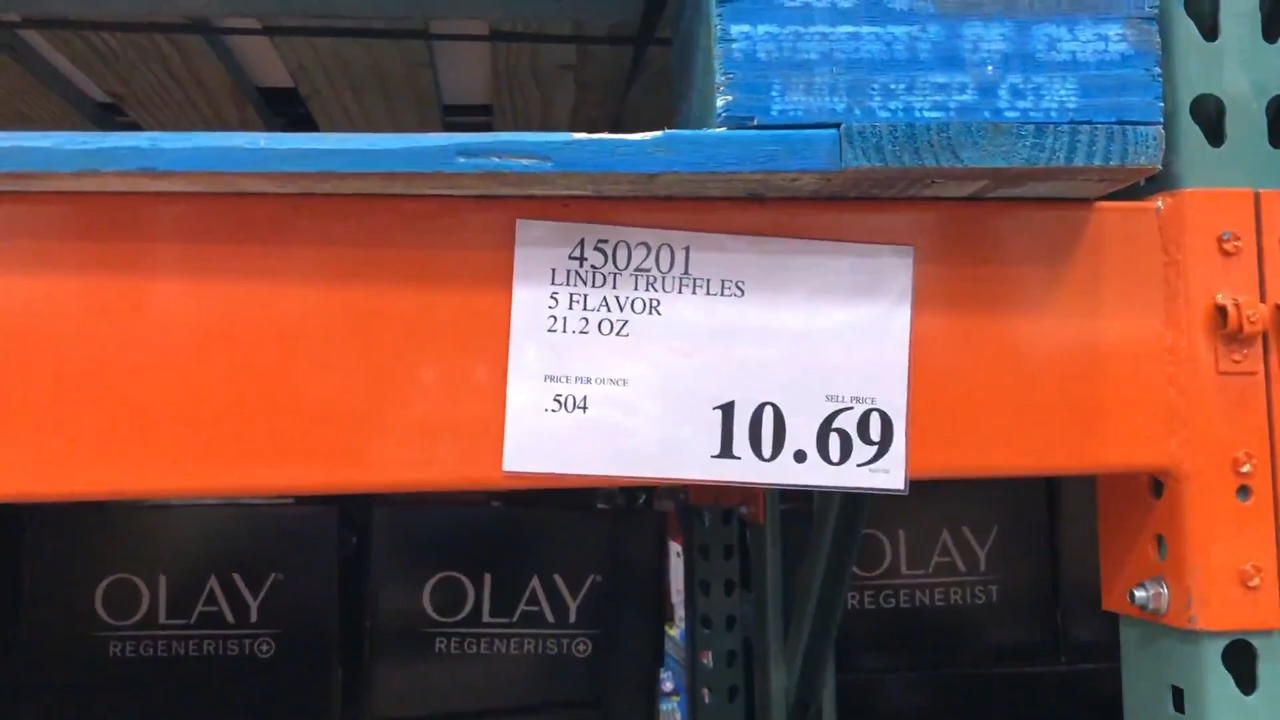 450201
LINDT TRUFFLES
5 FLAVOR
21.2 OZ
PRICE PER OUNCE
.504
SELL PRICE
10.69
OLAY
REGENERIST
OLAY
REGENERIST
OLAY
REGENERIST